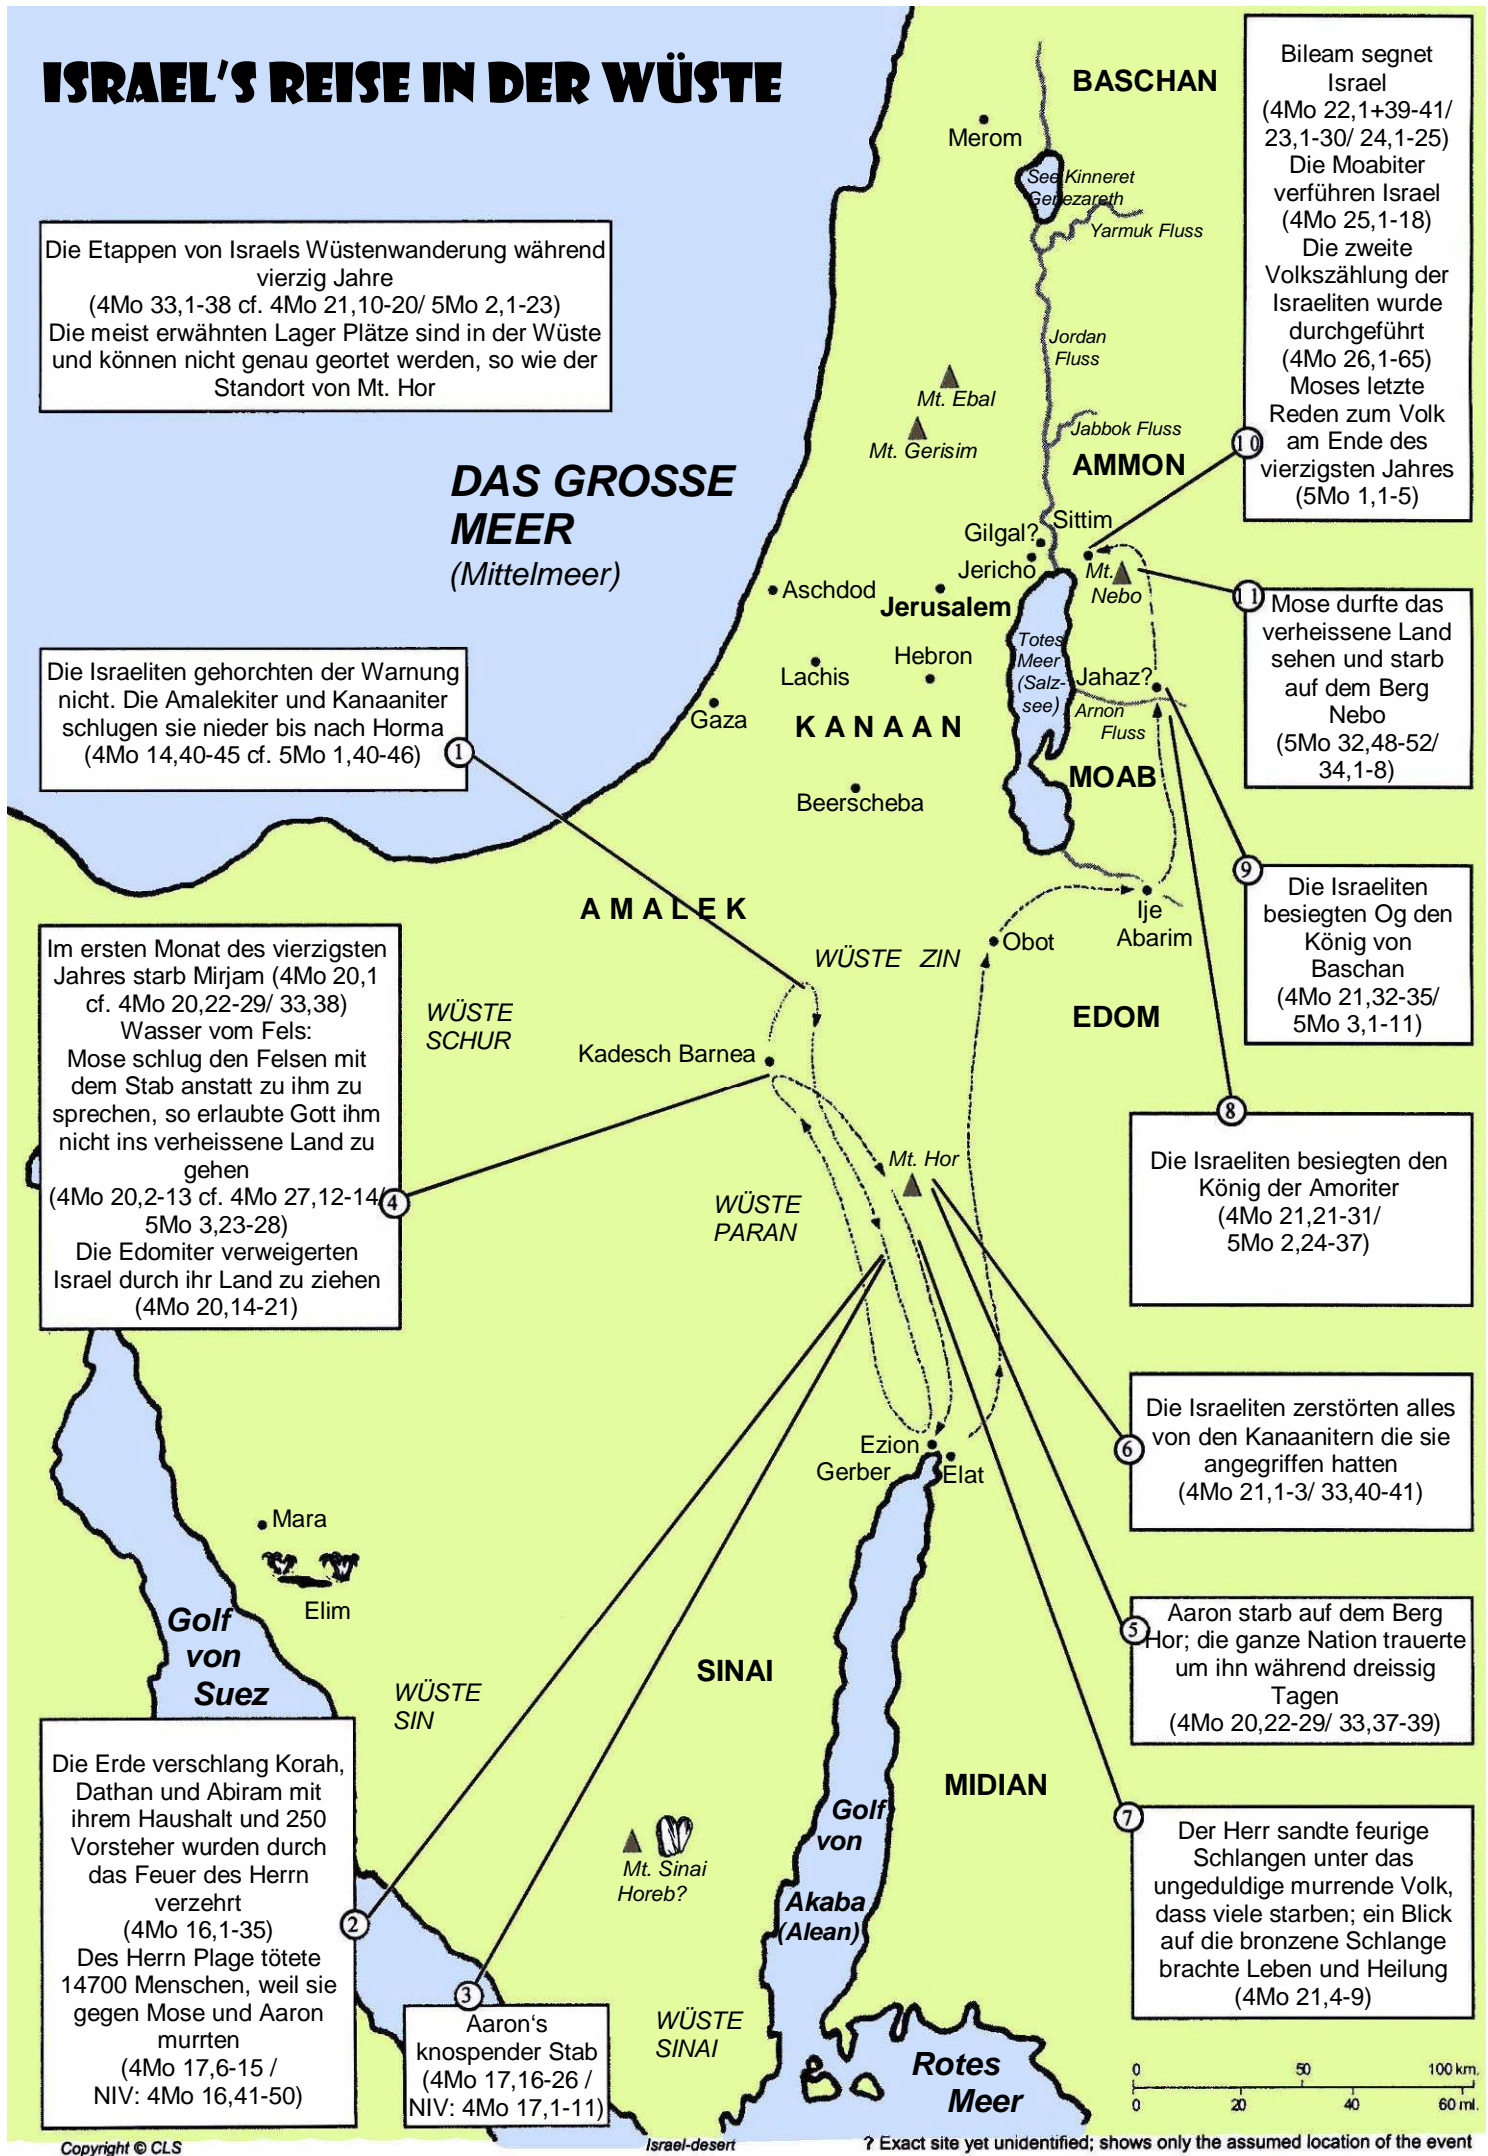 ISRAEL'S REISE IN DER WÜSTE
Die Etappen von Israels Wüstenwanderung während
vierzig Jahre
(4Mo 33,1-38 cf. 4Mo 21,10-20/ 5Mo 2,1-23)
Die meist erwähnten Lager Plätze sind in der Wüste
und können nicht genau geortet werden, so wie der
Standort von Mt. Hor
BASCHAN
Merom
See Kinneret
Genezareth
Yarmuk Fluss
Jordan
Fluss
Mt. Ebal
Mt. Gerisim
Jabbok Fluss
AMMON
DAS GROSSE
MEER
(Mittelmeer)
Sittim
Gilgal?
Jericho
Mt.
Nebo
Aschdod
Jerusalem
Totes
Meer
(Salz-
see)
Hebron
Lachis
Jahaz?
Gaza
KANAAN
Arnon
Fluss
MOAB
Beerscheba
Bileam segnet
Israel
(4Mo 22,1+39-41/
23,1-30/ 24,1-25)
Die Moabiter
verführen Israel
(4Mo 25,1-18)
Die zweite
Volkszählung der
Israeliten wurde
durchgeführt
(4Mo 26,1-65)
Moses letzte
Reden zum Volk
am Ende des
vierzigsten Jahres
(5Mo 1,1-5)
10
11
Mose durfte das
verheissene Land
sehen und starb
auf dem Berg
Nebo
(5Mo 32,48-52/
34,1-8)
Die Israeliten gehorchten der Warnung
nicht. Die Amalekiter und Kanaaniter
schlugen sie nieder bis nach Horma
(4Mo 14,40-45 cf. 5Mo 1,40-46)
1
9
Die Israeliten
besiegten Og den
König von
Baschan
(4Mo 21,32-35/
5Mo 3,1-11)
AMALEK
Ije
Abarim
Obot
WÜSTE ZIN
WÜSTE
SCHUR
EDOM
Kadesch Barnea
Im ersten Monat des vierzigsten
Jahres starb Mirjam (4Mo 20,1
cf. 4Mo 20,22-29/ 33,38)
Wasser vom Fels:
Mose schlug den Felsen mit
dem Stab anstatt zu ihm zu
sprechen, so erlaubte Gott ihm
nicht ins verheissene Land zu
gehen
(4Mo 20,2-13 cf. 4Mo 27,12-14/
5Mo 3,23-28)
Die Edomiter verweigerten
Israel durch ihr Land zu ziehen
(4Mo 20,14-21)
4
8
Die Israeliten besiegten den
König der Amoriter
(4Mo 21,21-31/
5Mo 2,24-37)
Mt. Hor
WÜSTE
PARAN
6
Die Israeliten zerstörten alles
von den Kanaanitern die sie
angegriffen hatten
(4Mo 21,1-3/ 33,40-41)
Ezion
Gerber
Elat
Mara
Elim
Golf
von
Suez
5
Aaron starb auf dem Berg
Hor; die ganze Nation trauerte
um ihn während dreissig
Tagen
(4Mo 20,22-29/ 33,37-39)
SINAI
WÜSTE
SIN
MIDIAN
Die Erde verschlang Korah,
Dathan und Abiram mit
ihrem Haushalt und 250
Vorsteher wurden durch
das Feuer des Herrn
verzehrt
(4Mo 16,1-35)
Des Herrn Plage tötete
14700 Menschen, weil sie
gegen Mose und Aaron
murrten
(4Mo 17,6-15 /
NIV: 4Mo 16,41-50)
2
3
Aaron's
knospender Stab
(4Mo 17,16-26 /
NIV: 4Mo 17,1-11)
Mt. Sinai
Horeb?
Golf
von
Akaba
(Alean)
7
Der Herr sandte feurige
Schlangen unter das
ungeduldige murrende Volk,
dass viele starben; ein Blick
auf die bronzene Schlange
brachte Leben und Heilung
(4Mo 21,4-9)
WÜSTE
SINAI
Rotes
Meer
0 50 100 km.
0 20 40 60 ml.
Copyright © CLS
Israel-desert
? Exact site yet unidentified; shows only the assumed location of the event